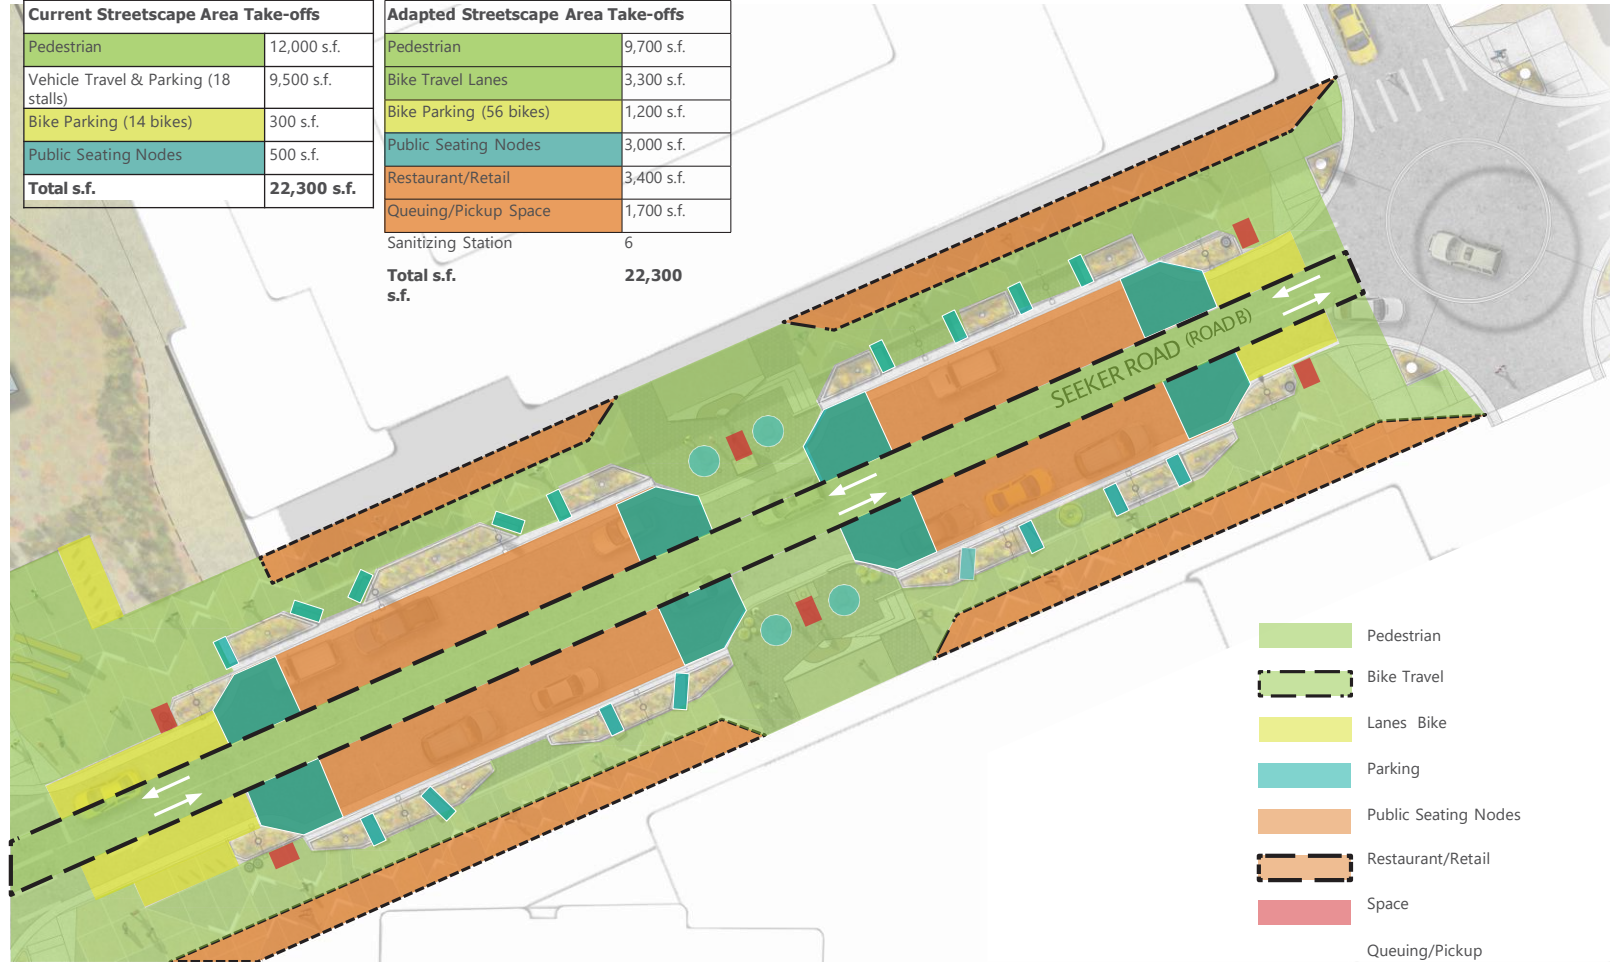 Current Streetscape Area Take-offs
Pedestrian 12,000 s.f.
Vehicle Travel & Parking (18 9,500 s.f.
stalls)
Bike Parking (14 bikes) 300 s.f.
Public Seating Nodes 500 s.f.
Total s.f. 22,300 s.f.
Adapted Streetscape Area Take-offs
Pedestrian 9,700 s.f.
Bike Travel Lanes 3,300 s.f.
Bike Parking (56 bikes) 1,200 s.f.
Public Seating Nodes 3,000 s.f.
Restaurant/Retail 3,400 s.f.
Queuing/Pickup Space 1,700 s.f.
Sanitizing Station 6
Total s.f. 22,300
s.f.
SEEKER ROAD (ROAD B)
Pedestrian
Bike Travel
Lanes Bike
Parking
Public Seating Nodes
Restaurant/Retail
Space
Queuing/Pickup